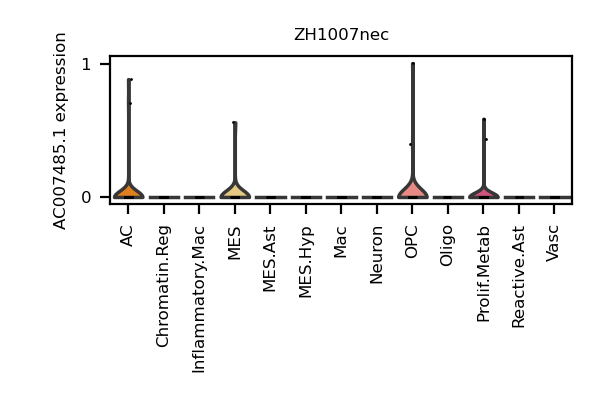 ZH1007nec
AC007485.1 expression
1
0
AC
Chromatin.Reg
Inflammatory.Mac
MES
MES.Ast
MES.Hyp
Mac
Neuron
OPC
Oligo
Prolif.Metab
Reactive.Ast
Vasc